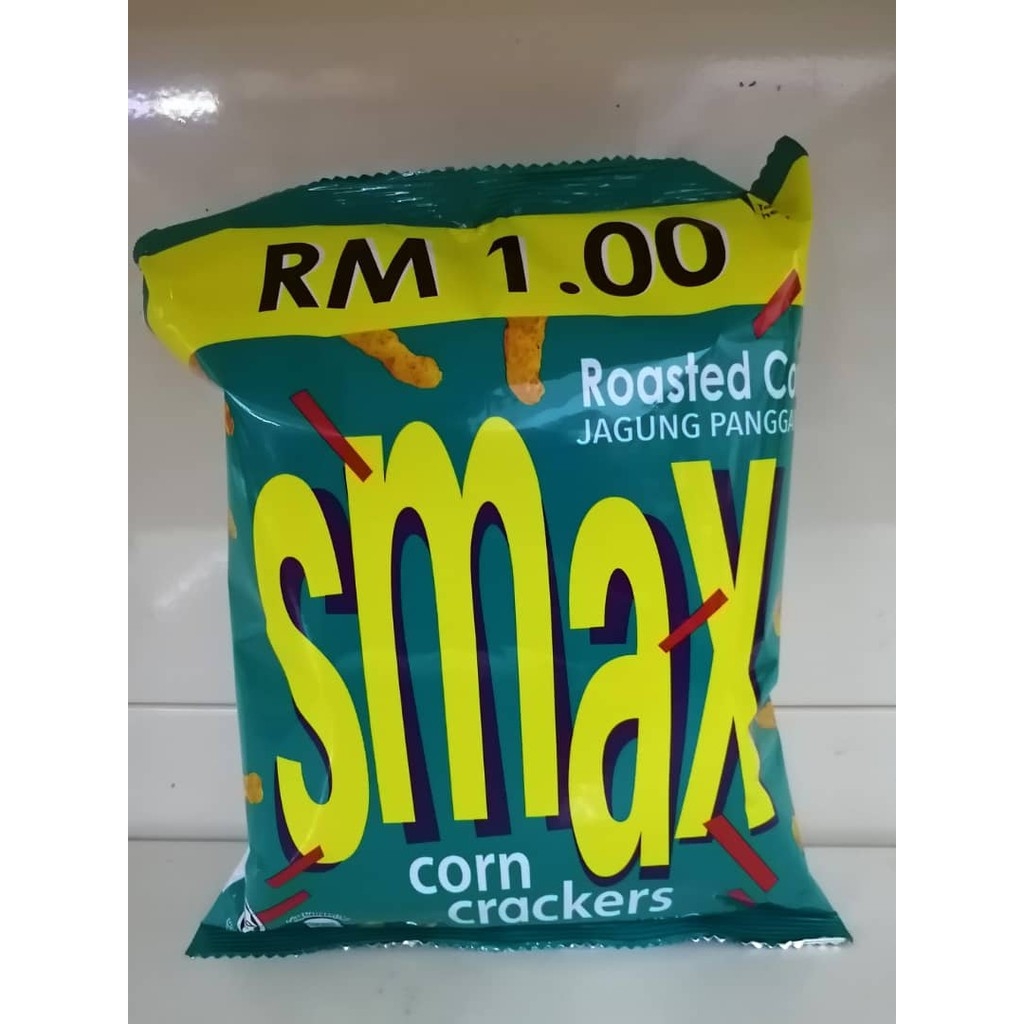 RM 1.00
Roasted Co
JAGUNG PANGGA
smax
corn
crackers